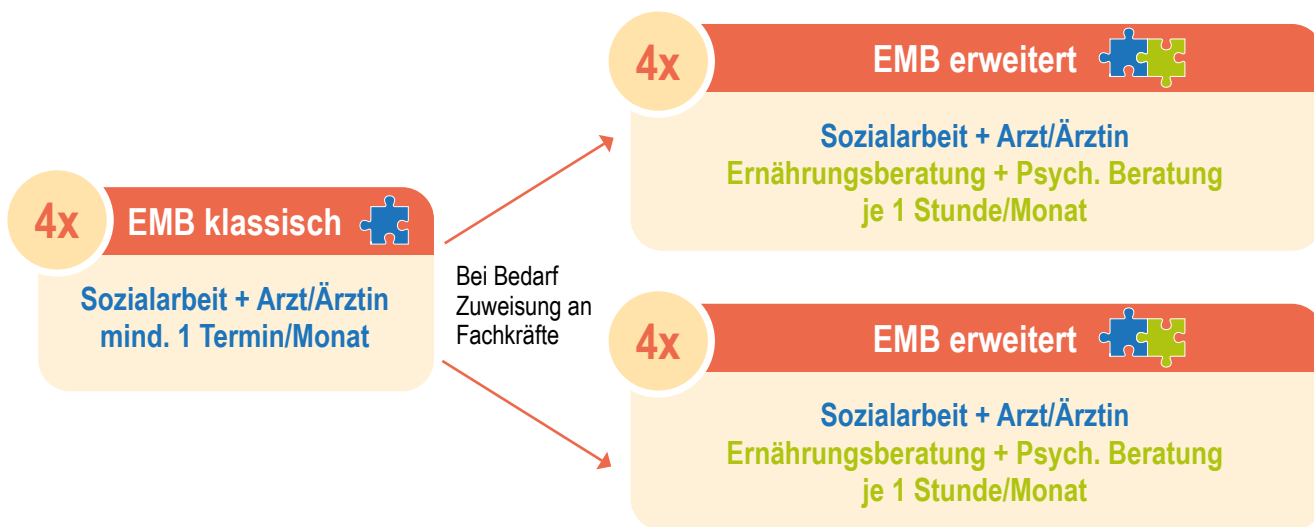 4x
EMB klassisch
Sozialarbeit + Arzt/Ärztin
mind. 1 Termin/Monat
Bei Bedarf
Zuweisung an
Fachkräfte
4x
EMB erweitert
Sozialarbeit + Arzt/Ärztin
Ernährungsberatung + Psych. Beratung
je 1 Stunde/Monat
4x
EMB erweitert
Sozialarbeit + Arzt/Ärztin
Ernährungsberatung + Psych. Beratung
je 1 Stunde/Monat